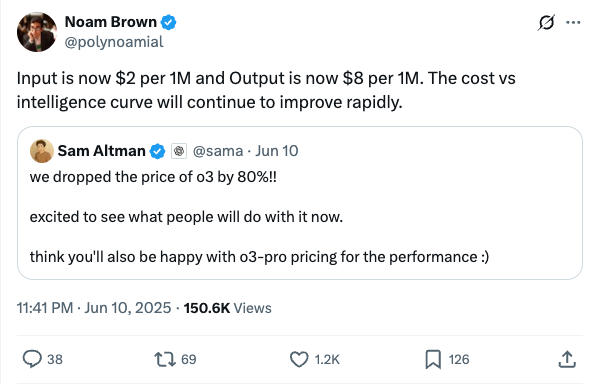 Noam Brown
@polynoamial
Input is now $2 per 1M and Output is now $8 per 1M. The cost vs
intelligence curve will continue to improve rapidly.
Sam Altman @sama · Jun 10
we dropped the price of o3 by 80%!!
excited to see what people will do with it now.
think you'll also be happy with o3-pro pricing for the performance :)
11:41 PM · Jun 10, 2025 · 150.6K Views
38 69 1.2K 126